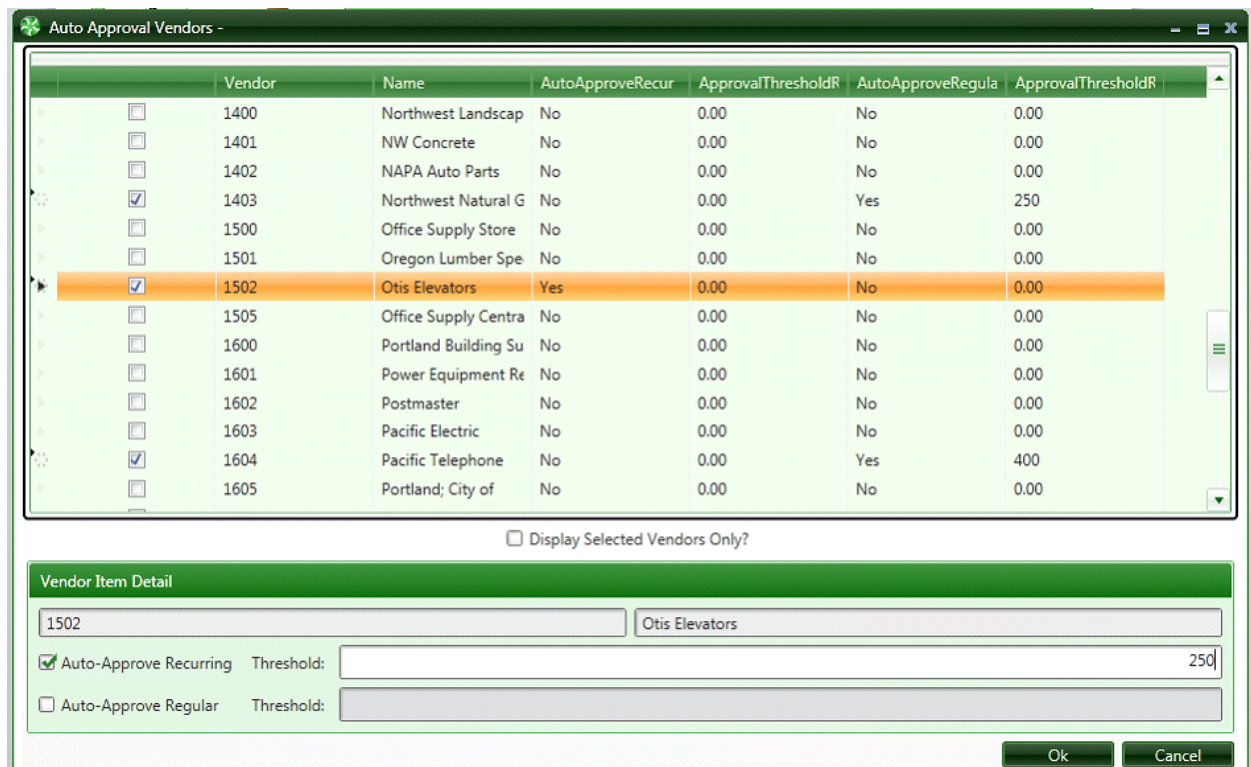 Auto Approval Vendors -
Vendor Name AutoApproveRecur ApprovalThresholdR AutoApproveRegula ApprovalThresholdR
1400 Northwest Landscap No 0.00 No 0.00
1401 NW Concrete No 0.00 No 0.00
1402 NAPA Auto Parts No 0.00 No 0.00
1403 Northwest Natural G No 0.00 Yes 250
1500 Office Supply Store No 0.00 No 0.00
1501 Oregon Lumber Spe No 0.00 No 0.00
1502 Otis Elevators Yes 0.00 No 0.00
1505 Office Supply Centra No 0.00 No 0.00
1600 Portland Building Su No 0.00 No 0.00
1601 Power Equipment Re No 0.00 No 0.00
1602 Postmaster No 0.00 No 0.00
1603 Pacific Electric No 0.00 No 0.00
1604 Pacific Telephone No 0.00 Yes 400
1605 Portland; City of No 0.00 No 0.00
Display Selected Vendors Only?
Vendor Item Detail
1502 Otis Elevators
Auto-Approve Recurring Threshold: 250
Auto-Approve Regular Threshold:
Ok Cancel